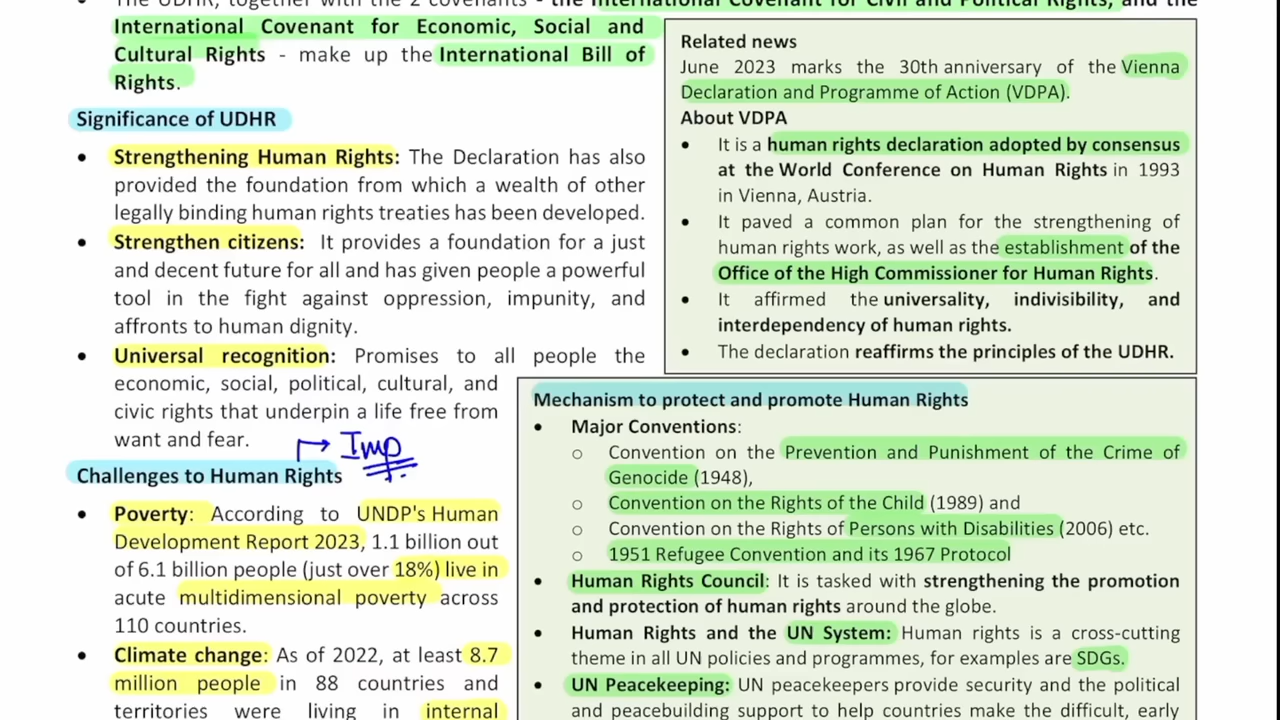 • The UDHR, together with the 2 covenants - the International Covenant for Civil and Political Rights, and the
International Covenant for Economic, Social and
Cultural Rights - make up the International Bill of
Rights.
Significance of UDHR
• Strengthening Human Rights: The Declaration has also
provided the foundation from which a wealth of other
legally binding human rights treaties has been developed.
• Strengthen citizens: It provides a foundation for a just
and decent future for all and has given people a powerful
tool in the fight against oppression, impunity, and
affronts to human dignity.
• Universal recognition: Promises to all people the
economic, social, political, cultural, and
civic rights that underpin a life free from
want and fear.
Imp
Challenges to Human Rights
• Poverty: According to UNDP's Human
Development Report 2023, 1.1 billion out
of 6.1 billion people (just over 18%) live in
acute multidimensional poverty across
110 countries.
• Climate change: As of 2022, at least 8.7
million people in 88 countries and
territories were living in internal
Related news
June 2023 marks the 30th anniversary of the Vienna
Declaration and Programme of Action (VDPA).
About VDPA
• It is a human rights declaration adopted by consensus
at the World Conference on Human Rights in 1993
in Vienna, Austria.
• It paved a common plan for the strengthening of
human rights work, as well as the establishment of the
Office of the High Commissioner for Human Rights.
• It affirmed the universality, indivisibility, and
interdependency of human rights.
• The declaration reaffirms the principles of the UDHR.
Mechanism to protect and promote Human Rights
• Major Conventions:
o Convention on the Prevention and Punishment of the Crime of
Genocide (1948),
o Convention on the Rights of the Child (1989) and
o Convention on the Rights of Persons with Disabilities (2006) etc.
o 1951 Refugee Convention and its 1967 Protocol
• Human Rights Council: It is tasked with strengthening the promotion
and protection of human rights around the globe.
• Human Rights and the UN System: Human rights is a cross-cutting
theme in all UN policies and programmes, for examples are SDGs.
• UN Peacekeeping: UN peacekeepers provide security and the political
and peacebuilding support to help countries make the difficult, early